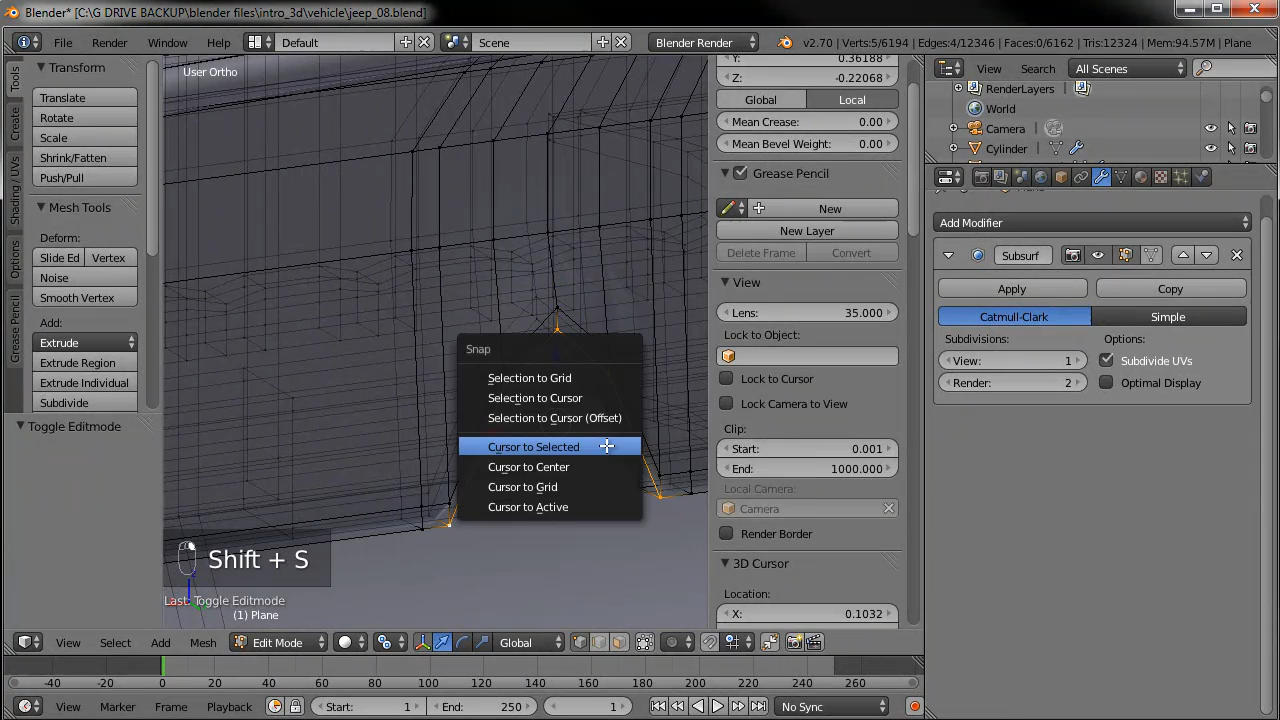 Blender* [C:\G DRIVE BACKUP\blender files\intro_3d\vehicle\jeep_08.blend]
File Render Window Help Default Scene Blender Render v2.70 | Verts:5/6194 | Edges:4/12346 | Faces:0/6162 | Tris:12324 | Mem:94.57M | Plane
Tools
Create
Shading / UVs
Options
Grease Pencil
Transform
Translate
Rotate
Scale
Shrink/Fatten
Push/Pull
Mesh Tools
Deform:
Slide Ed Vertex
Noise
Smooth Vertex
Add:
Extrude
Extrude Region
Extrude Individual
Subdivide
Toggle Editmode
User Ortho
Snap
Selection to Grid
Selection to Cursor
Selection to Cursor (Offset)
Cursor to Selected
Cursor to Center
Cursor to Grid
Cursor to Active
Shift + S
Last: Toggle Editmode
(1) Plane
Y: 0.36188
Z: -0.22068
Global Local
Mean Crease: 0.00
Mean Bevel Weight: 0.00
Grease Pencil
New
New Layer
Delete Frame Convert
View
Lens: 35.000
Lock to Object:
Lock to Cursor
Lock Camera to View
Clip:
Start: 0.001
End: 1000.000
Local Camera:
Camera
Render Border
3D Cursor
Location:
X: 0.1032
View Search All Scenes
RenderLayers
World
Camera
Cylinder
Add Modifier
Subsurf
Apply Copy
Catmull-Clark Simple
Subdivisions: Options:
View: 1 Subdivide UVs
Render: 2 Optimal Display
View Select Add Mesh Edit Mode Global
-40 -20 0 20 40 60 80 100 120 140 160 180 200 220 240 260
View Marker Frame Playback Start: 1 End: 250 1 No Sync